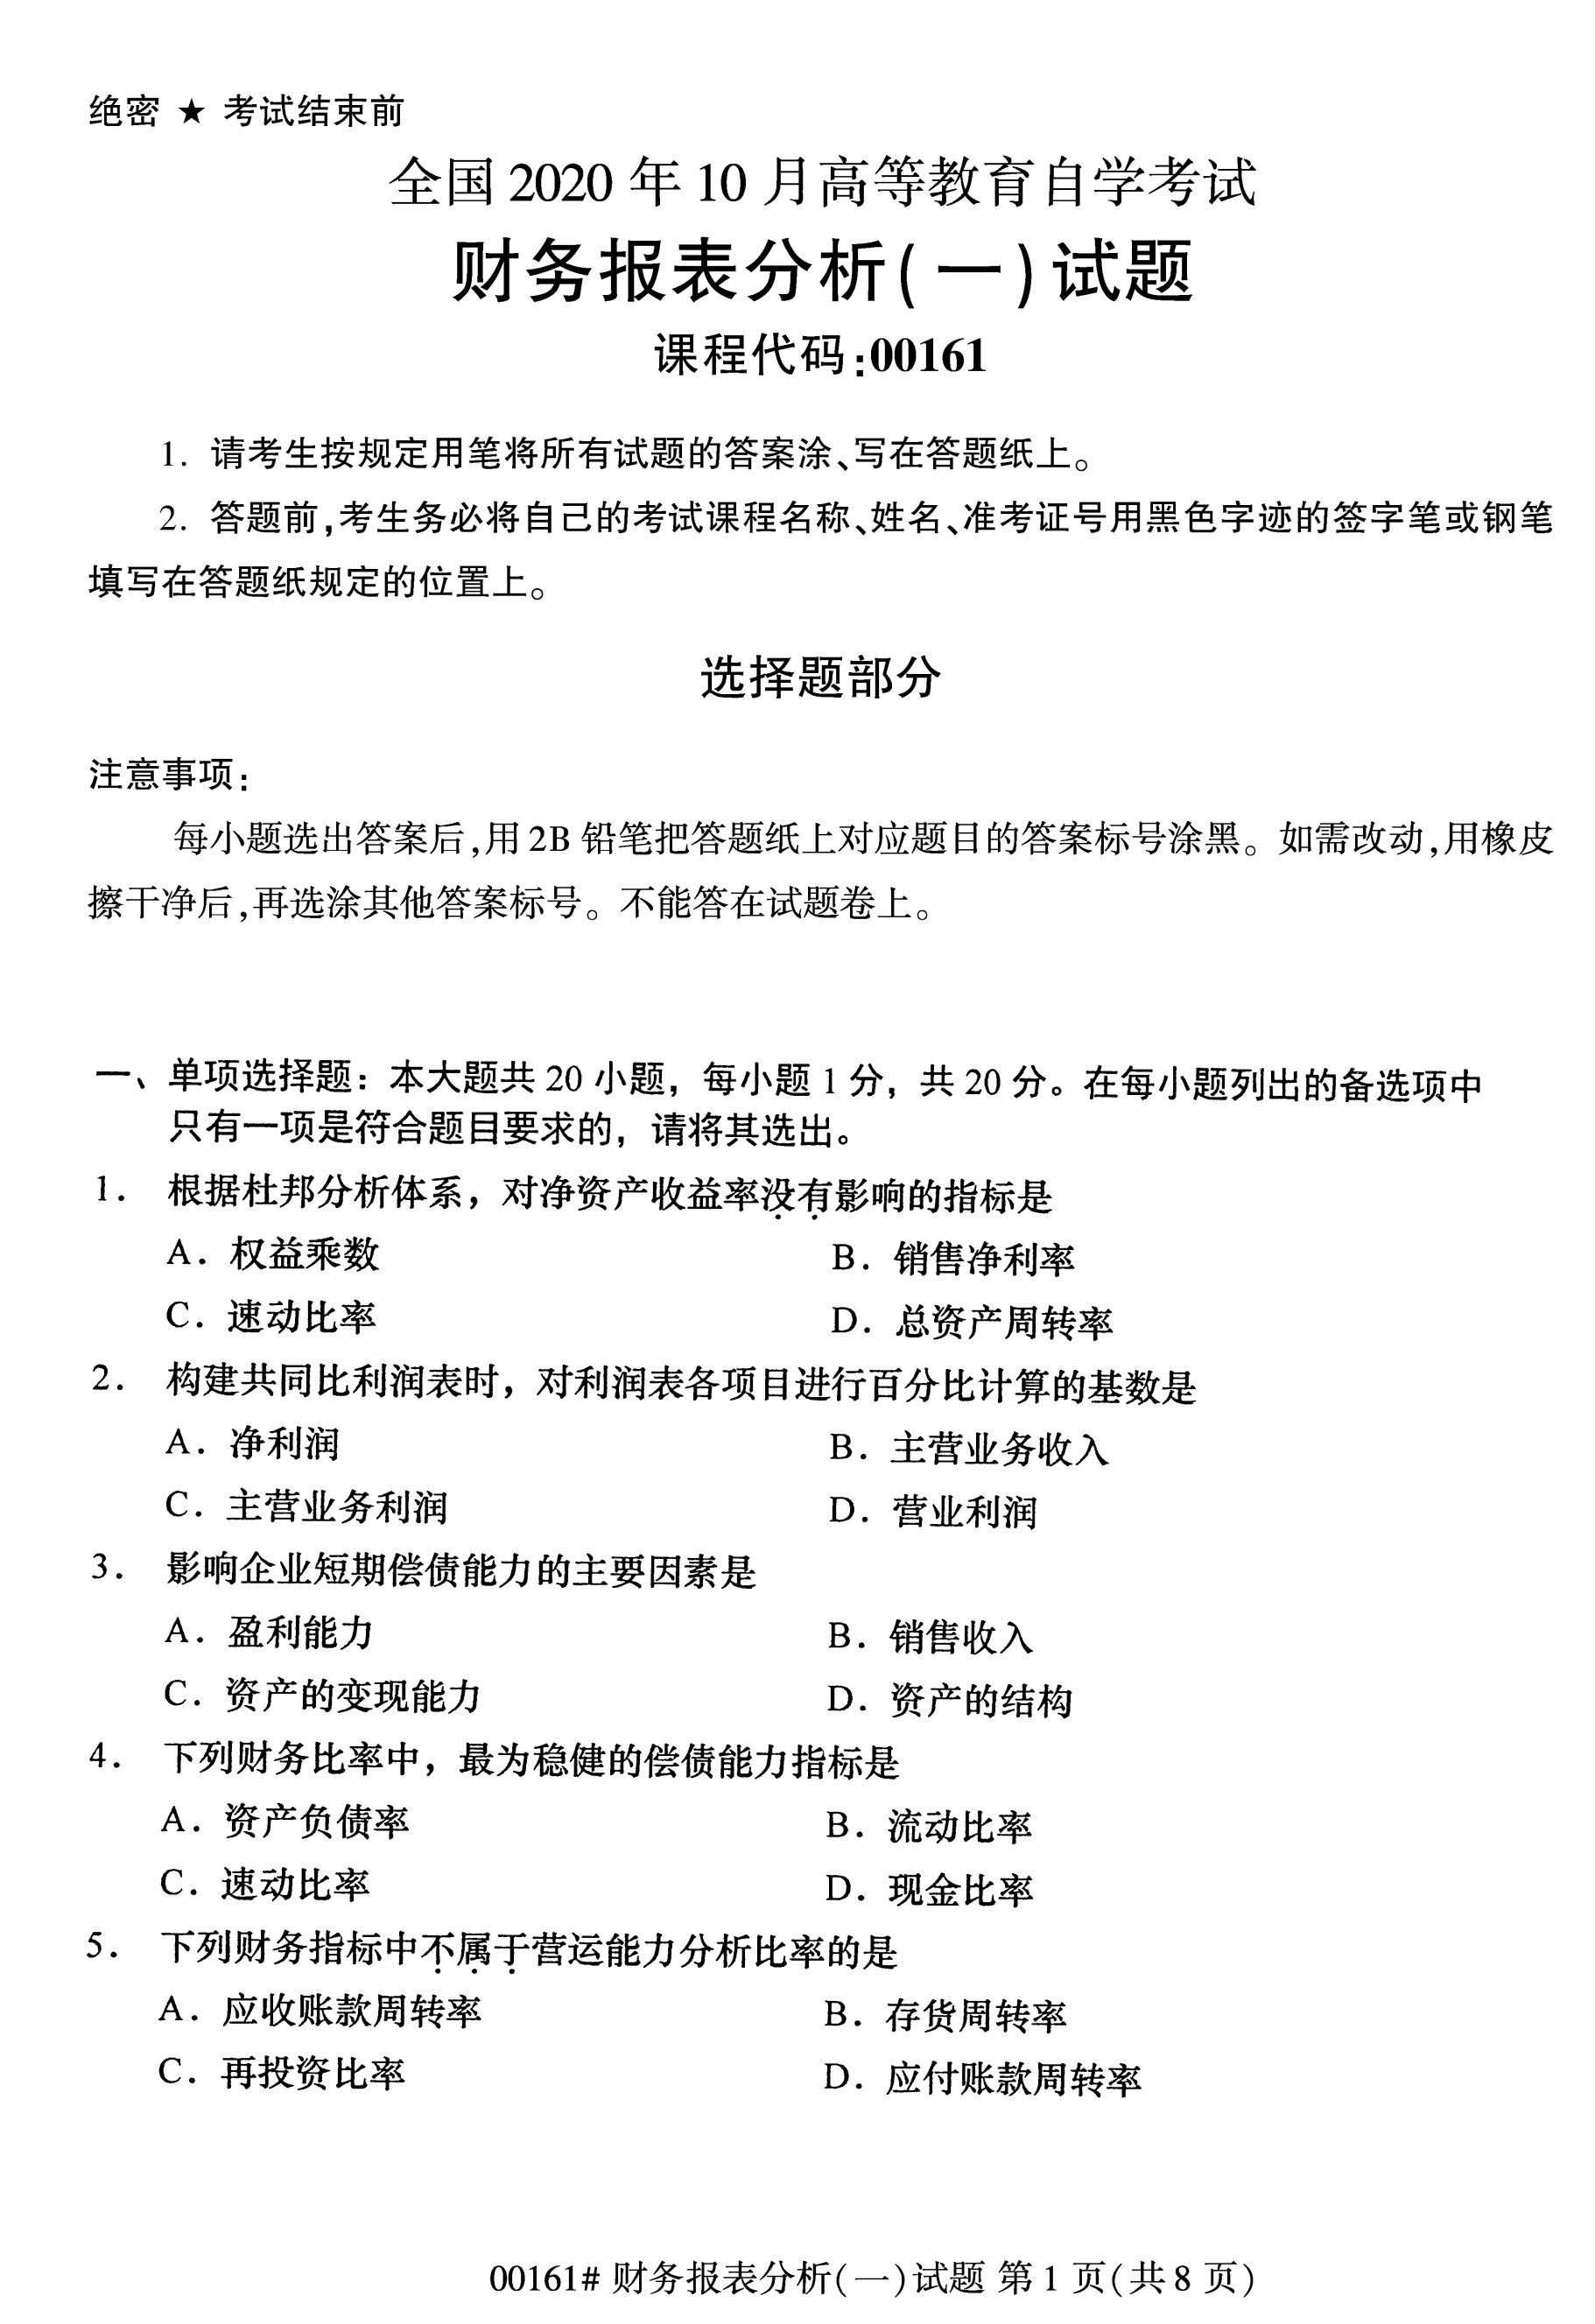 绝密 ★ 考试结束前
全国 2020 年 10 月高等教育自学考试
财务报表分析(一)试题
课程代码:00161
1. 请考生按规定用笔将所有试题的答案涂、写在答题纸上。
2. 答题前,考生务必将自己的考试课程名称、姓名、准考证号用黑色字迹的签字笔或钢笔
填写在答题纸规定的位置上。
选择题部分
注意事项:
每小题选出答案后,用 2B 铅笔把答题纸上对应题目的答案标号涂黑。如需改动,用橡皮
擦干净后,再选涂其他答案标号。不能答在试题卷上。
一、单项选择题：本大题共 20 小题，每小题 1 分，共 20 分。在每小题列出的备选项中
只有一项是符合题目要求的，请将其选出。
1. 根据杜邦分析体系，对净资产收益率没有影响的指标是
A. 权益乘数 B. 销售净利率
C. 速动比率 D. 总资产周转率
2. 构建共同比利润表时，对利润表各项目进行百分比计算的基数是
A. 净利润 B. 主营业务收入
C. 主营业务利润 D. 营业利润
3. 影响企业短期偿债能力的主要因素是
A. 盈利能力 B. 销售收入
C. 资产的变现能力 D. 资产的结构
4. 下列财务比率中，最为稳健的偿债能力指标是
A. 资产负债率 B. 流动比率
C. 速动比率 D. 现金比率
5. 下列财务指标中不属于营运能力分析比率的是
A. 应收账款周转率 B. 存货周转率
C. 再投资比率 D. 应付账款周转率
00161# 财务报表分析(一)试题 第 1 页(共 8 页)